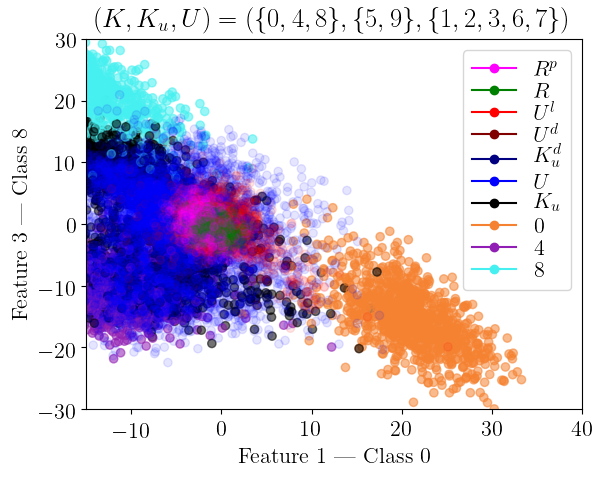 (K, K_u, U) = ({0, 4, 8}, {5, 9}, {1, 2, 3, 6, 7})
30
20
10
0
−10
−20
−30
Feature 3 — Class 8
R^p
R
U^l
U^d
K_u^d
U
K_u
0
4
8
−10
0
10
20
30
40
Feature 1 — Class 0